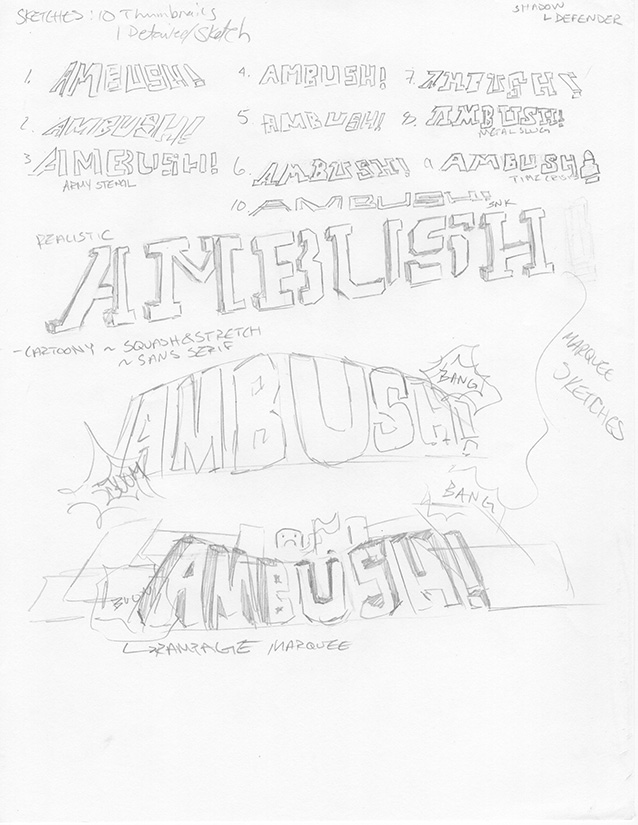 SKETCHES: 10 Thumbnails
1 Detailed/Sketch
SHADOW
DEFENDER
1. AMBUSH!
2. AMBUSH!
3. AMBUSH!
ARMY STENCIL
4. AMBUSH!
5. AMBUSH!
6. AMBUSH!
7. AMBUSH!
8. AMBUSH!
METAL SLUG
9. AMBUSH
TIME CRISIS
10. AMBUSH!
SNK
REALISTIC
AMBUSH
- CARTOONY ~ SQUASH & STRETCH
~ SANS SERIF
MARQUEE
SKETCHES
AMBUSH!
BANG!
BOOM
BANG
AMBUSH!
BOOM
RAMPAGE MARQUEE